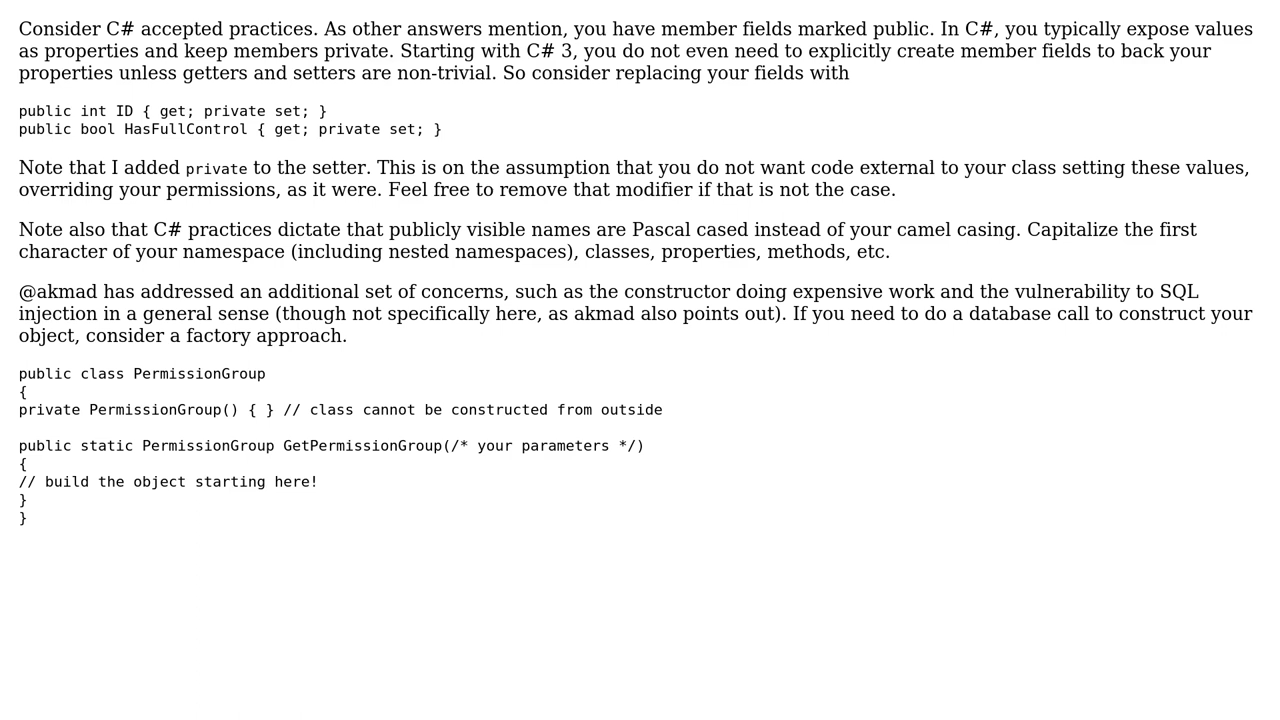 Consider C# accepted practices. As other answers mention, you have member fields marked public. In C#, you typically expose values
as properties and keep members private. Starting with C# 3, you do not even need to explicitly create member fields to back your
properties unless getters and setters are non-trivial. So consider replacing your fields with
public int ID { get; private set; }
public bool HasFullControl { get; private set; }
Note that I added private to the setter. This is on the assumption that you do not want code external to your class setting these values,
overriding your permissions, as it were. Feel free to remove that modifier if that is not the case.
Note also that C# practices dictate that publicly visible names are Pascal cased instead of your camel casing. Capitalize the first
character of your namespace (including nested namespaces), classes, properties, methods, etc.
@akmad has addressed an additional set of concerns, such as the constructor doing expensive work and the vulnerability to SQL
injection in a general sense (though not specifically here, as akmad also points out). If you need to do a database call to construct your
object, consider a factory approach.
public class PermissionGroup
{
private PermissionGroup() { } // class cannot be constructed from outside
public static PermissionGroup GetPermissionGroup(/* your parameters */)
{
// build the object starting here!
}
}